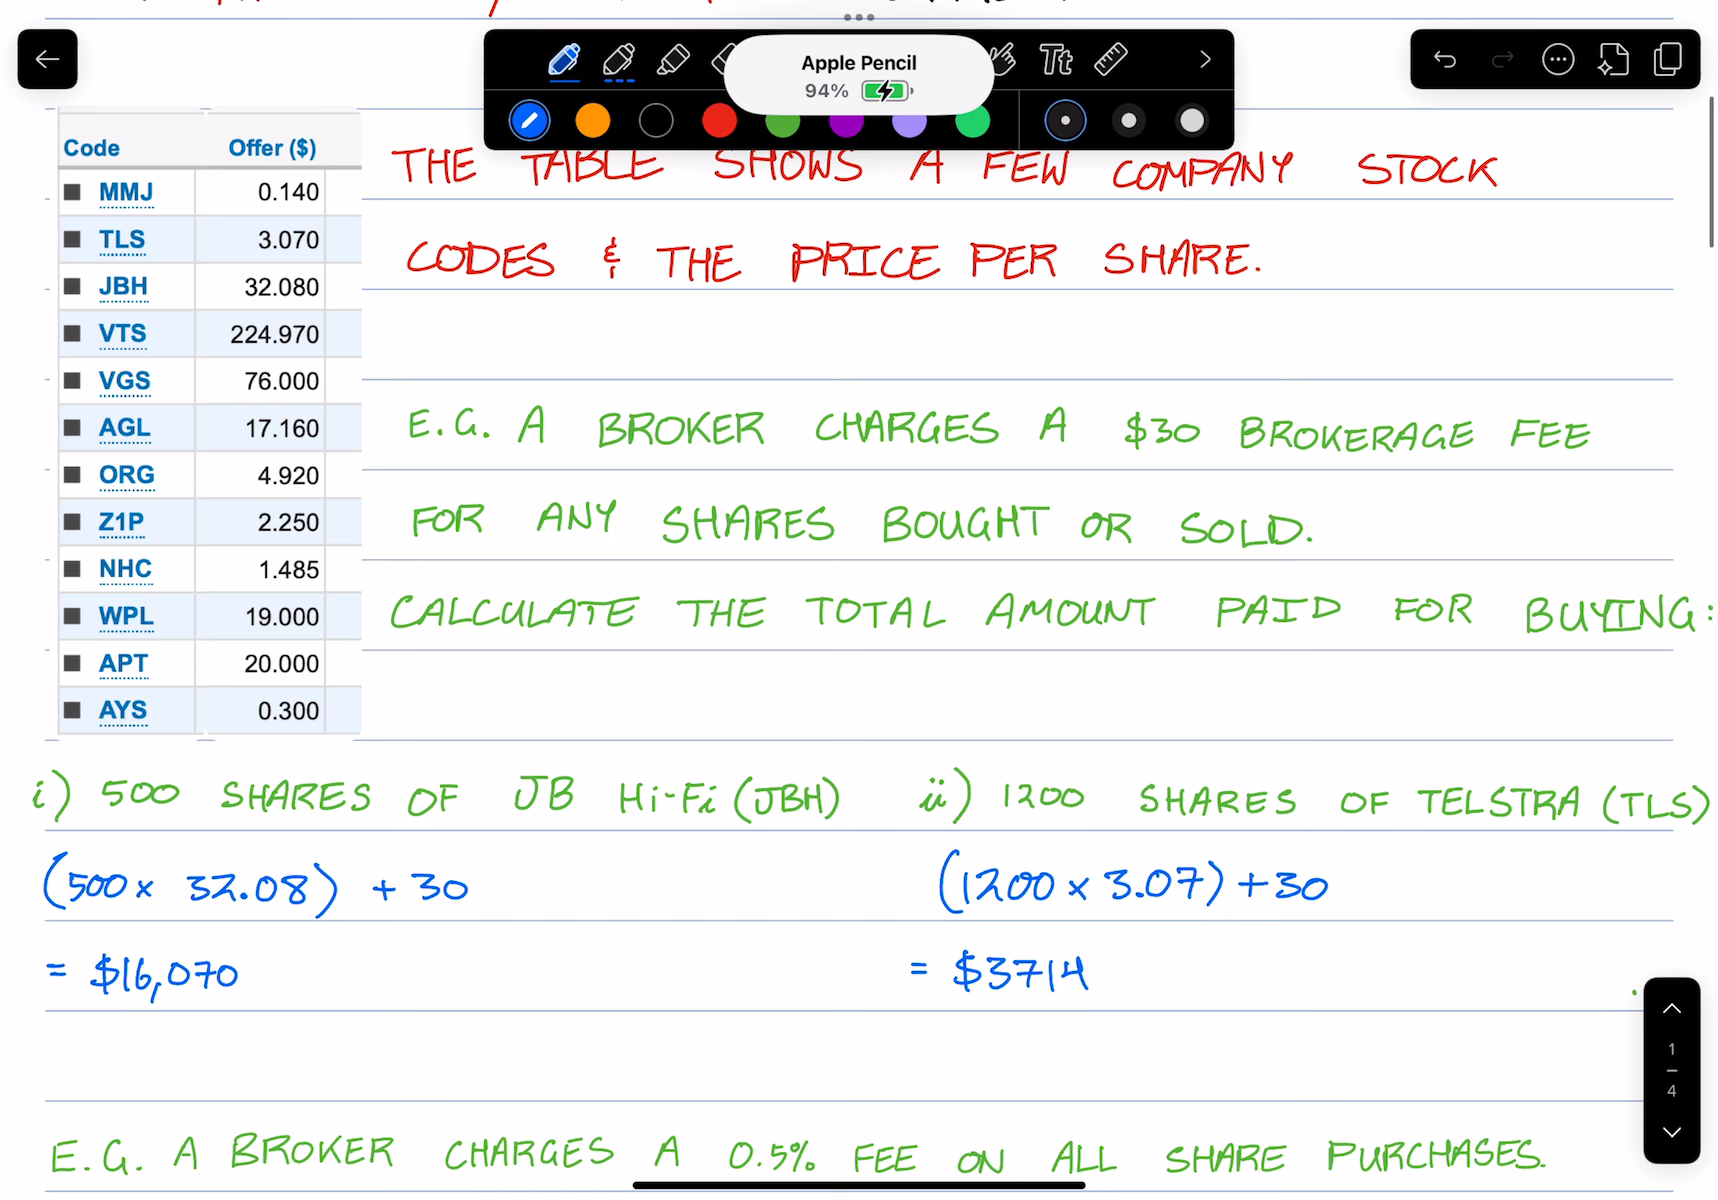 Apple Pencil
94%
Tt
Code Offer ($)
MMJ 0.140
TLS 3.070
JBH 32.080
VTS 224.970
VGS 76.000
AGL 17.160
ORG 4.920
Z1P 2.250
NHC 1.485
WPL 19.000
APT 20.000
AYS 0.300
THE TABLE SHOWS A FEW COMPANY STOCK
CODES & THE PRICE PER SHARE.
E.G. A BROKER CHARGES A $30 BROKERAGE FEE
FOR ANY SHARES BOUGHT OR SOLD.
CALCULATE THE TOTAL AMOUNT PAID FOR BUYING:
i) 500 SHARES OF JB Hi-Fi (JBH)
(500 x 32.08) + 30
= $16,070
ii) 1200 SHARES OF TELSTRA (TLS)
(1200 x 3.07) + 30
= $3714
1
4
E.G. A BROKER CHARGES A 0.5% FEE ON ALL SHARE PURCHASES.